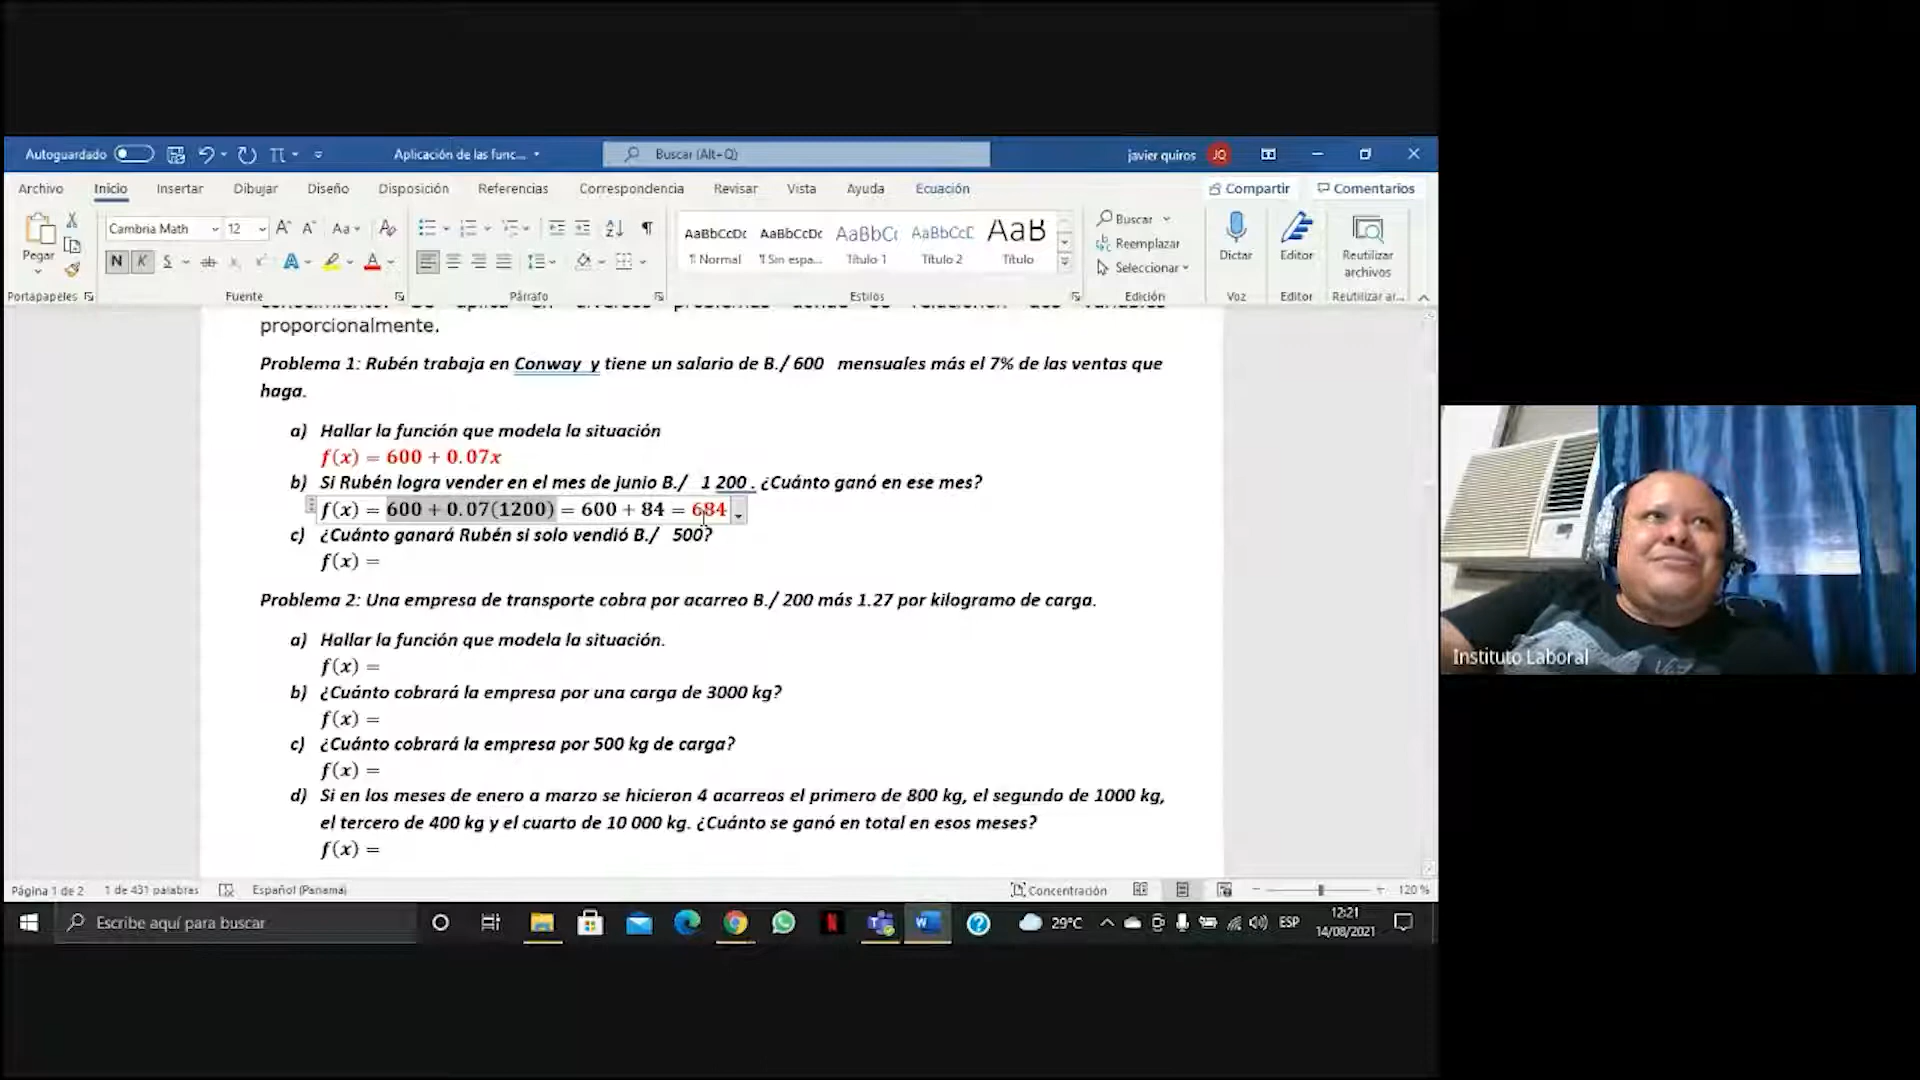 Autoguardado
Aplicación de las func...
Buscar (Alt+Q)
javier quiros
JQ
Archivo Inicio Insertar Dibujar Diseño Disposición Referencias Correspondencia Revisar Vista Ayuda Ecuación
Compartir Comentarios
Pegar
Cambria Math 12
Aa
N K S ab
AaBbCcDc AaBbCcDc AaBbCc AaBbCcE AaB
¶ Normal ¶ Sin espa... Título 1 Título 2 Título
Buscar
Reemplazar
Seleccionar
Dictar
Editor
Reutilizar
archivos
Portapapeles Fuente Párrafo Estilos Edición Voz Editor Reutilizar ar...
proporcionalmente.
Problema 1: Rubén trabaja en Conway y tiene un salario de B./ 600 mensuales más el 7% de las ventas que
haga.
a) Hallar la función que modela la situación
f(x) = 600 + 0.07x
b) Si Rubén logra vender en el mes de junio B./ 1 200 . ¿Cuánto ganó en ese mes?
f(x) = 600 + 0.07(1200) = 600 + 84 = 684
c) ¿Cuánto ganará Rubén si solo vendió B./ 500?
f(x) =
Problema 2: Una empresa de transporte cobra por acarreo B./ 200 más 1.27 por kilogramo de carga.
a) Hallar la función que modela la situación.
f(x) =
b) ¿Cuánto cobrará la empresa por una carga de 3000 kg?
f(x) =
c) ¿Cuánto cobrará la empresa por 500 kg de carga?
f(x) =
d) Si en los meses de enero a marzo se hicieron 4 acarreos el primero de 800 kg, el segundo de 1000 kg,
el tercero de 400 kg y el cuarto de 10 000 kg. ¿Cuánto se ganó en total en esos meses?
f(x) =
Instituto Laboral
Página 1 de 2 1 de 431 palabras Español (Panamá)
Concentración
120 %
Escribe aquí para buscar
29°C
ESP
12:21
14/08/2021